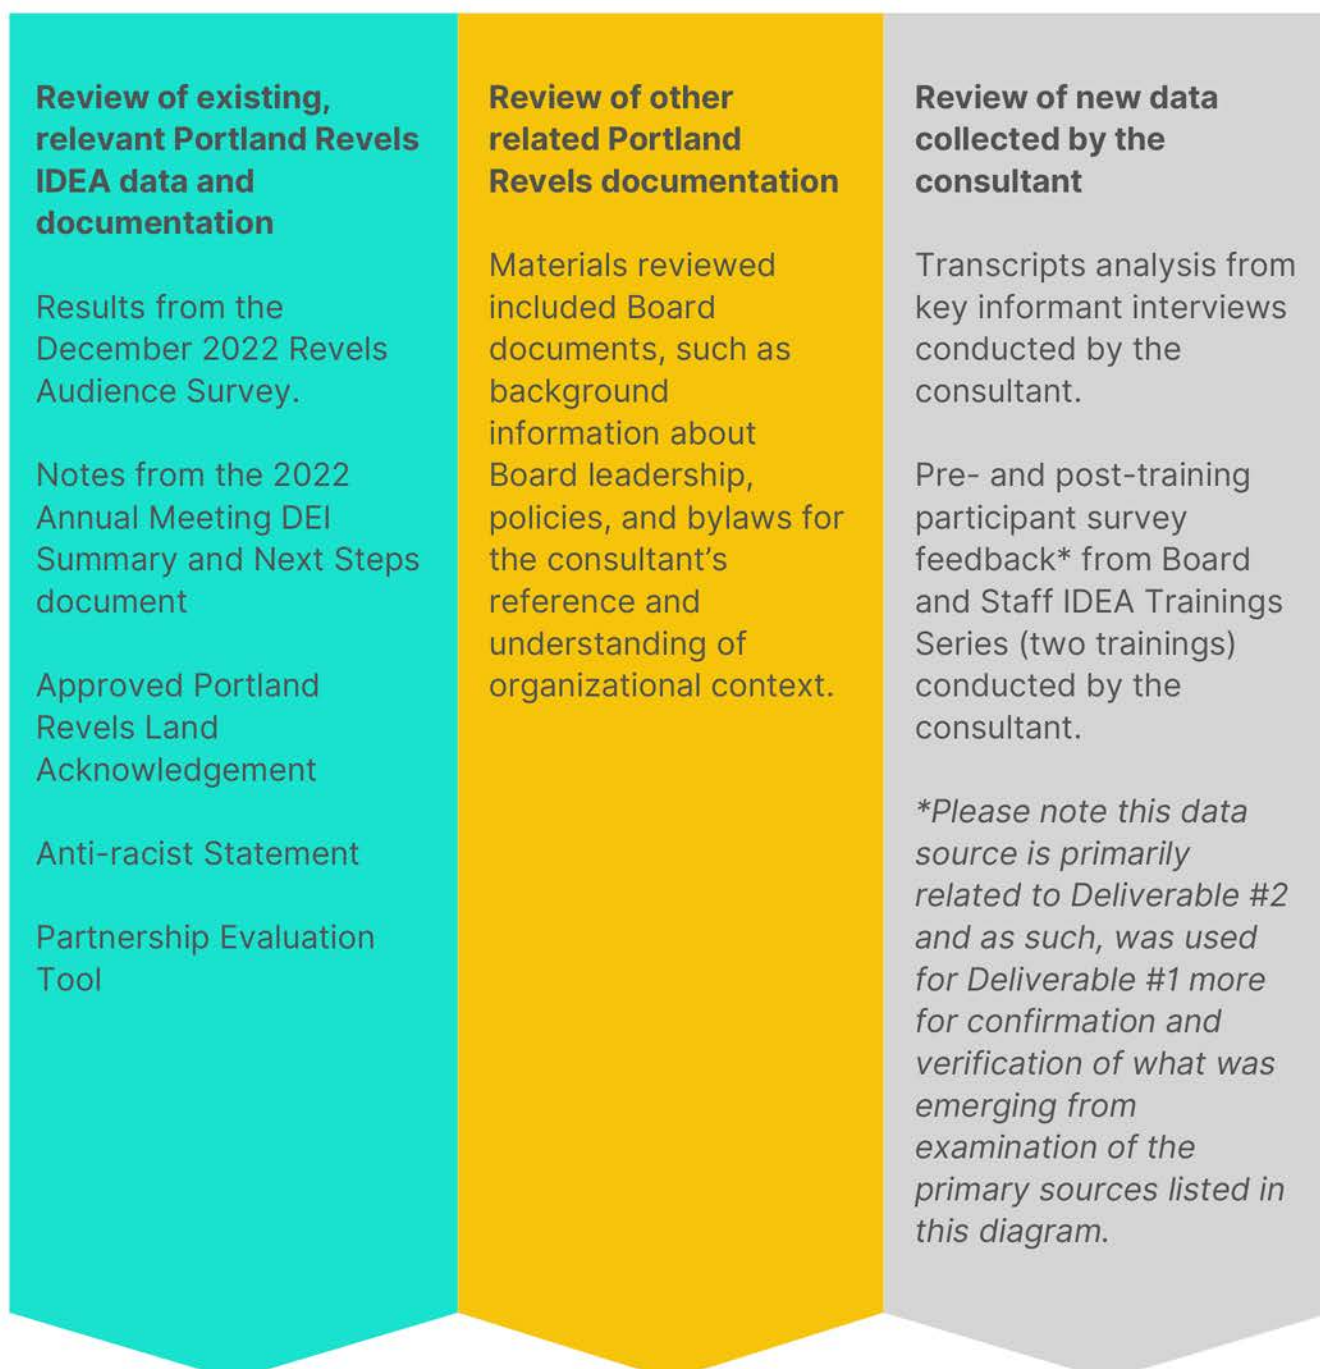 Review of existing,
relevant Portland Revels
IDEA data and
documentation
Results from the
December 2022 Revels
Audience Survey.
Notes from the 2022
Annual Meeting DEI
Summary and Next Steps
document
Approved Portland
Revels Land
Acknowledgement
Anti-racist Statement
Partnership Evaluation
Tool
Review of other
related Portland
Revels documentation
Materials reviewed
included Board
documents, such as
background
information about
Board leadership,
policies, and bylaws for
the consultant’s
reference and
understanding of
organizational context.
Review of new data
collected by the
consultant
Transcripts analysis from
key informant interviews
conducted by the
consultant.
Pre- and post-training
participant survey
feedback* from Board
and Staff IDEA Trainings
Series (two trainings)
conducted by the
consultant.
*Please note this data
source is primarily
related to Deliverable #2
and as such, was used
for Deliverable #1 more
for confirmation and
verification of what was
emerging from
examination of the
primary sources listed in
this diagram.